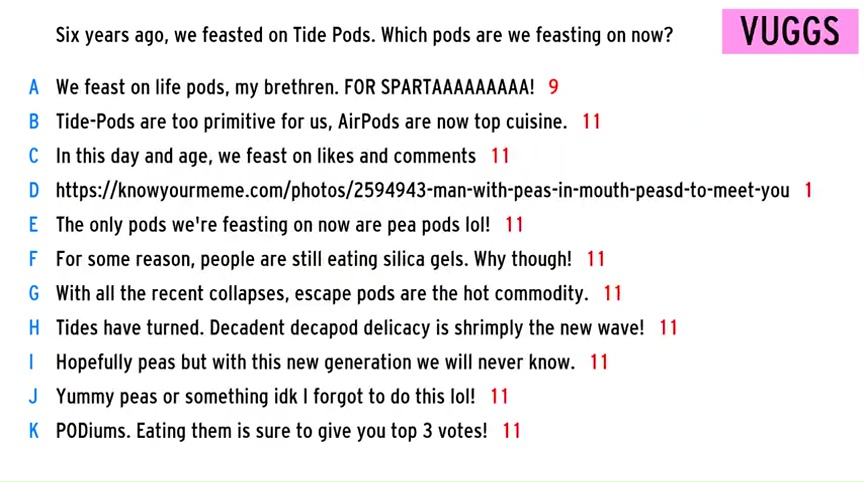 Six years ago, we feasted on Tide Pods. Which pods are we feasting on now?
VUGGS
A We feast on life pods, my brethren. FOR SPARTAAAAAAAAA! 9
B Tide-Pods are too primitive for us, AirPods are now top cuisine. 11
C In this day and age, we feast on likes and comments 11
D https://knowyourmeme.com/photos/2594943-man-with-peas-in-mouth-peasd-to-meet-you 1
E The only pods we're feasting on now are pea pods lol! 11
F For some reason, people are still eating silica gels. Why though! 11
G With all the recent collapses, escape pods are the hot commodity. 11
H Tides have turned. Decadent decapod delicacy is shrimply the new wave! 11
I Hopefully peas but with this new generation we will never know. 11
J Yummy peas or something idk I forgot to do this lol! 11
K PODiums. Eating them is sure to give you top 3 votes! 11